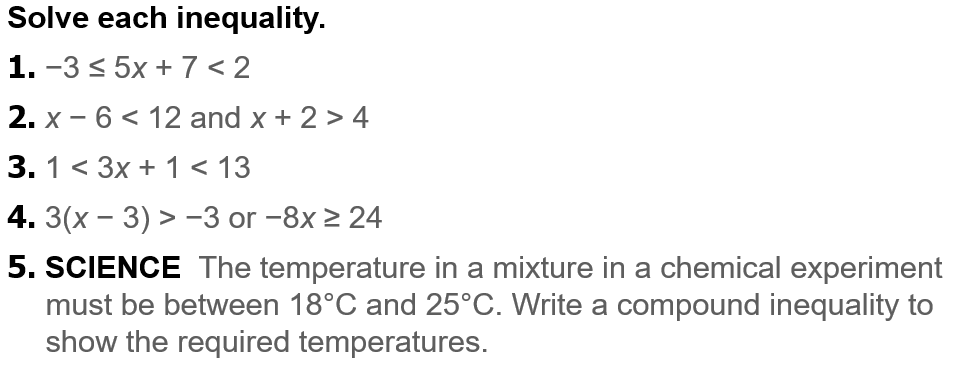 Solve each inequality.
1. −3 ≤ 5x + 7 < 2
2. x − 6 < 12 and x + 2 > 4
3. 1 < 3x + 1 < 13
4. 3(x − 3) > −3 or −8x ≥ 24
5. SCIENCE The temperature in a mixture in a chemical experiment
must be between 18°C and 25°C. Write a compound inequality to
show the required temperatures.